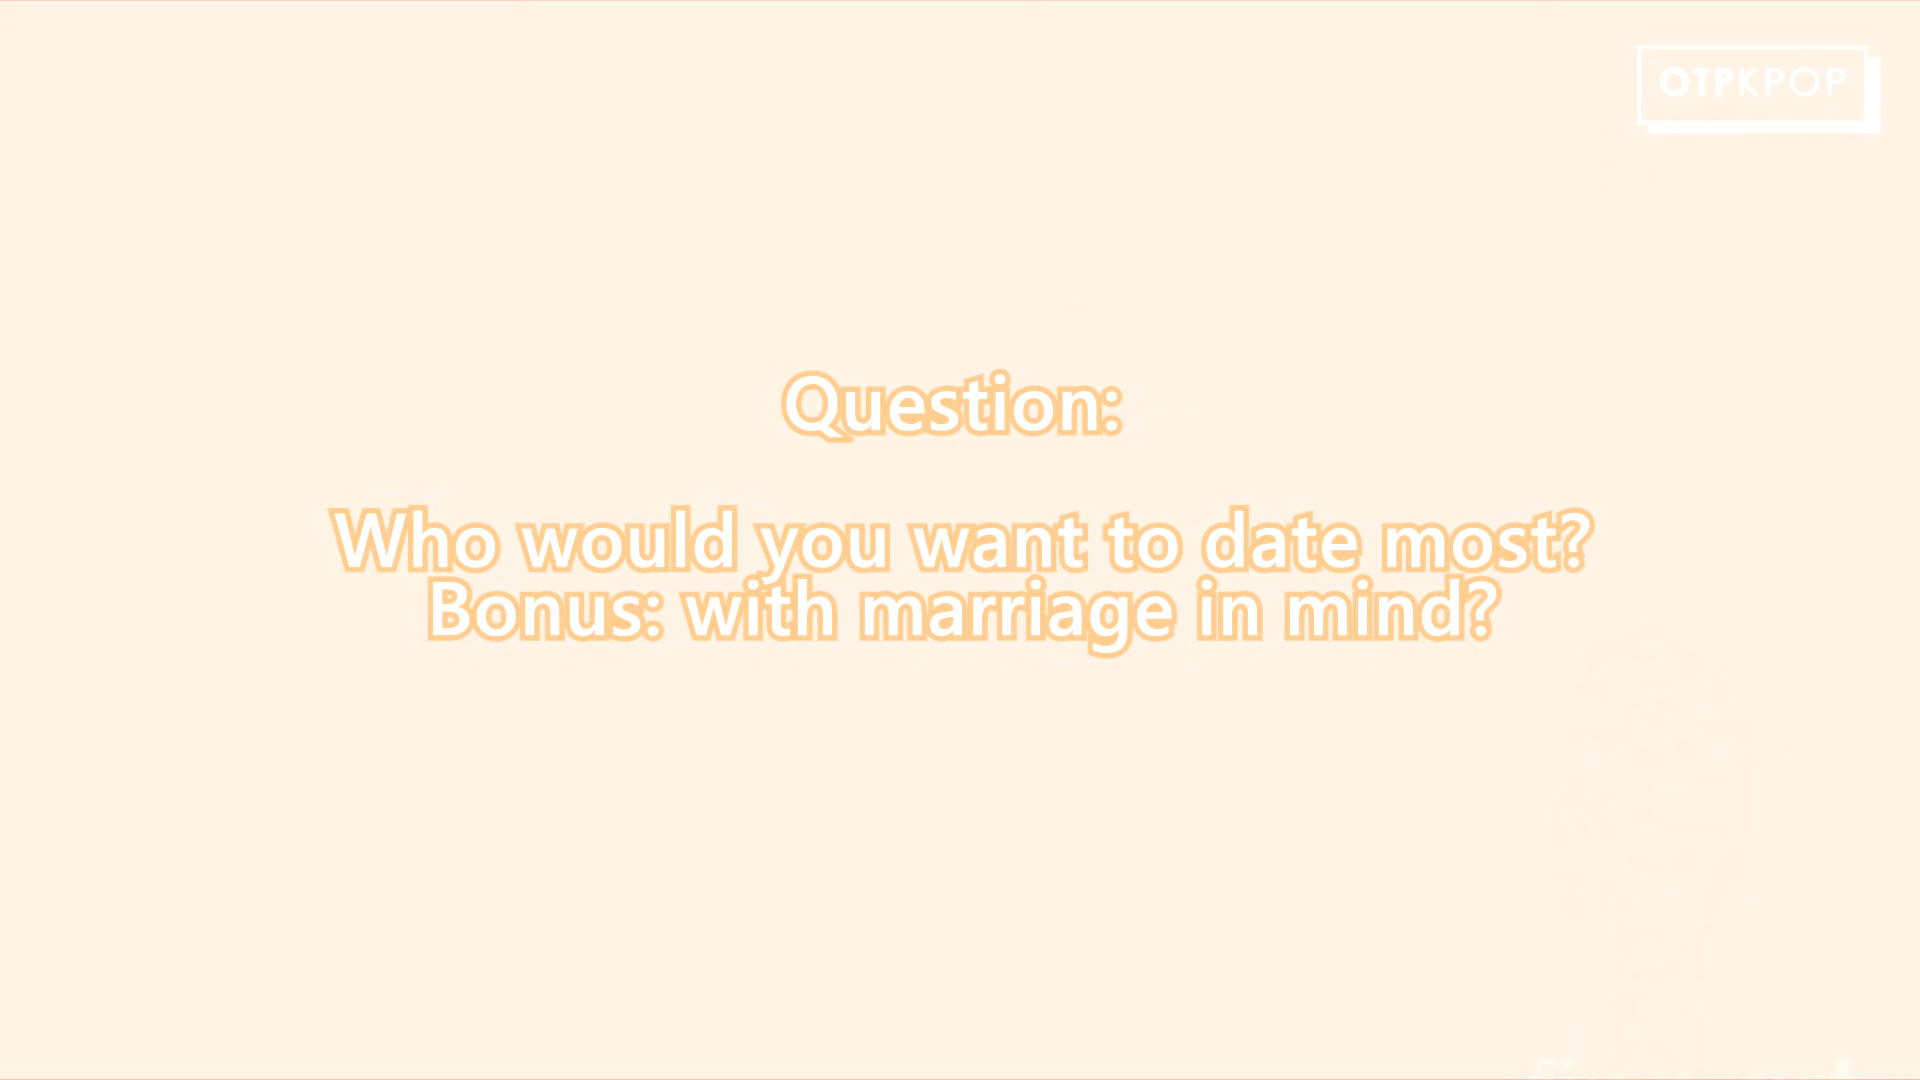 OTPKPOP
Question:
Who would you want to date most?
Bonus: with marriage in mind?